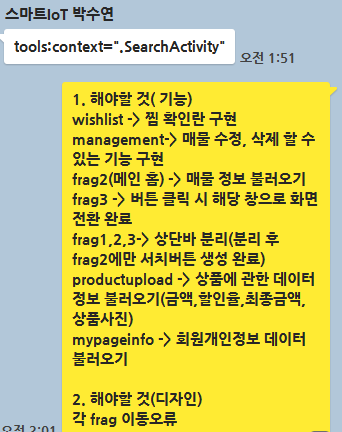 스마트IoT 박수연
tools:context=".SearchActivity"
오전 1:51
1. 해야할 것( 기능)
wishlist -> 찜 확인란 구현
management-> 매물 수정, 삭제 할 수
있는 기능 구현
frag2(메인 홈) -> 매물 정보 불러오기
frag3 -> 버튼 클릭 시 해당 창으로 화면
전환 완료
frag1,2,3-> 상단바 분리(분리 후
frag2에만 서치버튼 생성 완료)
productupload -> 상품에 관한 데이터
정보 불러오기(금액,할인율,최종금액,
상품사진)
mypageinfo -> 회원개인정보 데이터
불러오기
2. 해야할 것(디자인)
각 frag 이동오류
오전 2:01